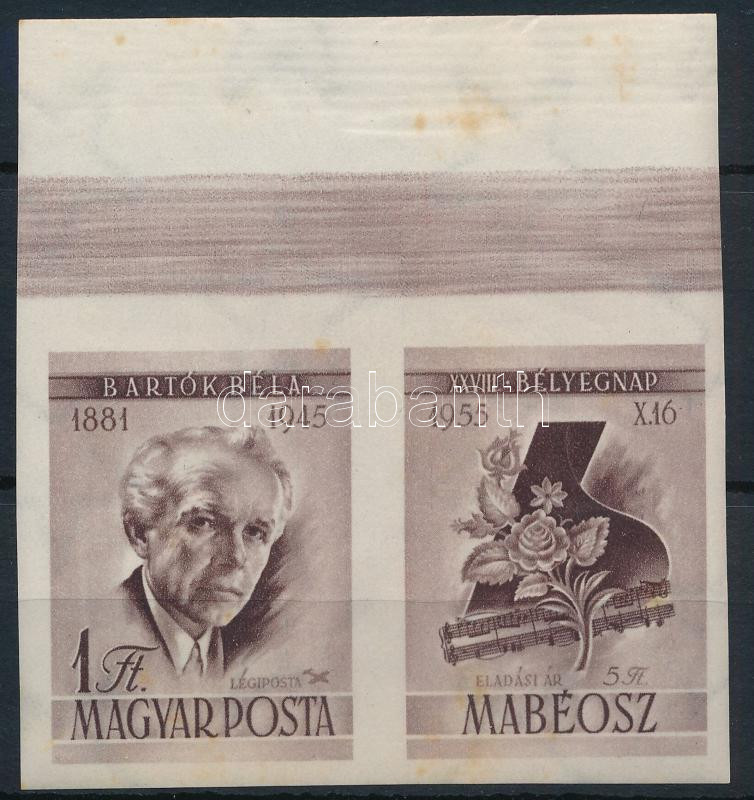 BARTÓK BÉLA
1881 1945
1 Ft.
LÉGIPOSTA
MAGYAR POSTA
XXVIII. BÉLYEGNAP
1955 X.16
ELADÁSI ÁR 5 Ft.
MABÉOSZ
darabanth